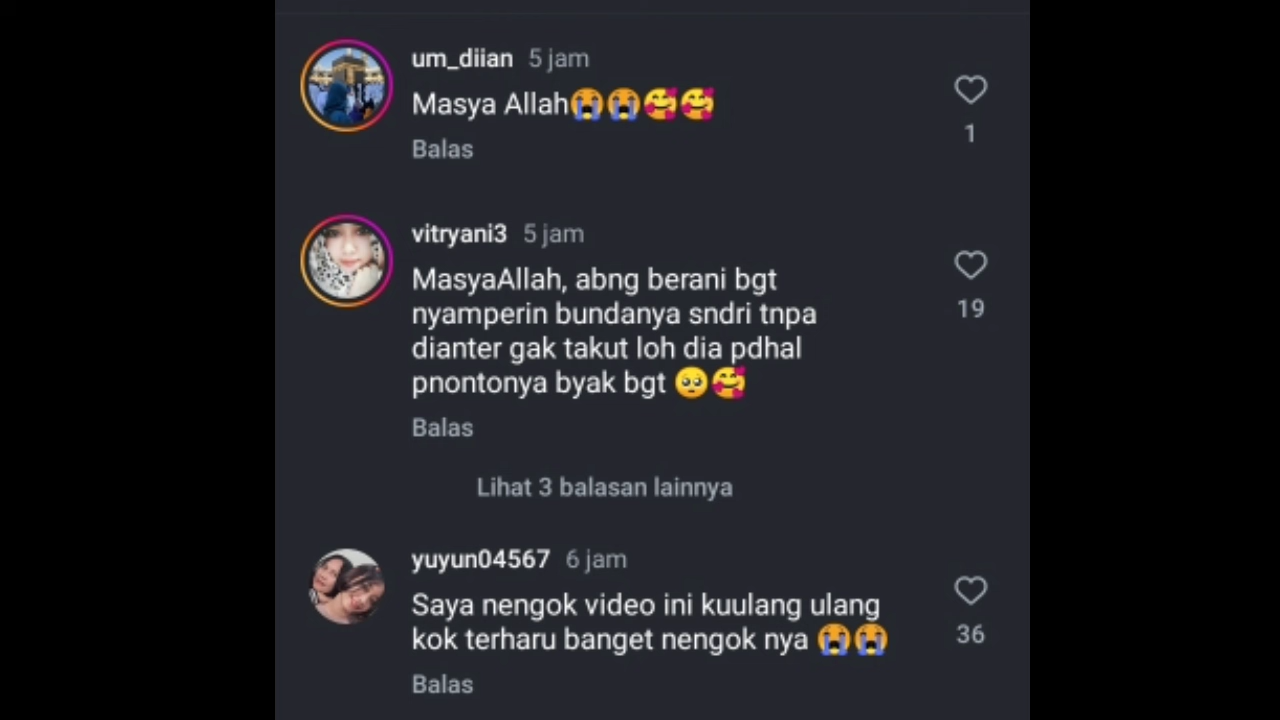 um_diian 5 jam
Masya Allah😭😭🥰🥰
1
Balas
vitryani3 5 jam
MasyaAllah, abng berani bgt
nyamperin bundanya sndri tnpa
dianter gak takut loh dia pdhal
pnontonya byak bgt 🥺🥰
19
Balas
Lihat 3 balasan lainnya
yuyun04567 6 jam
Saya nengok video ini kuulang ulang
kok terharu banget nengok nya 😭😭
36
Balas